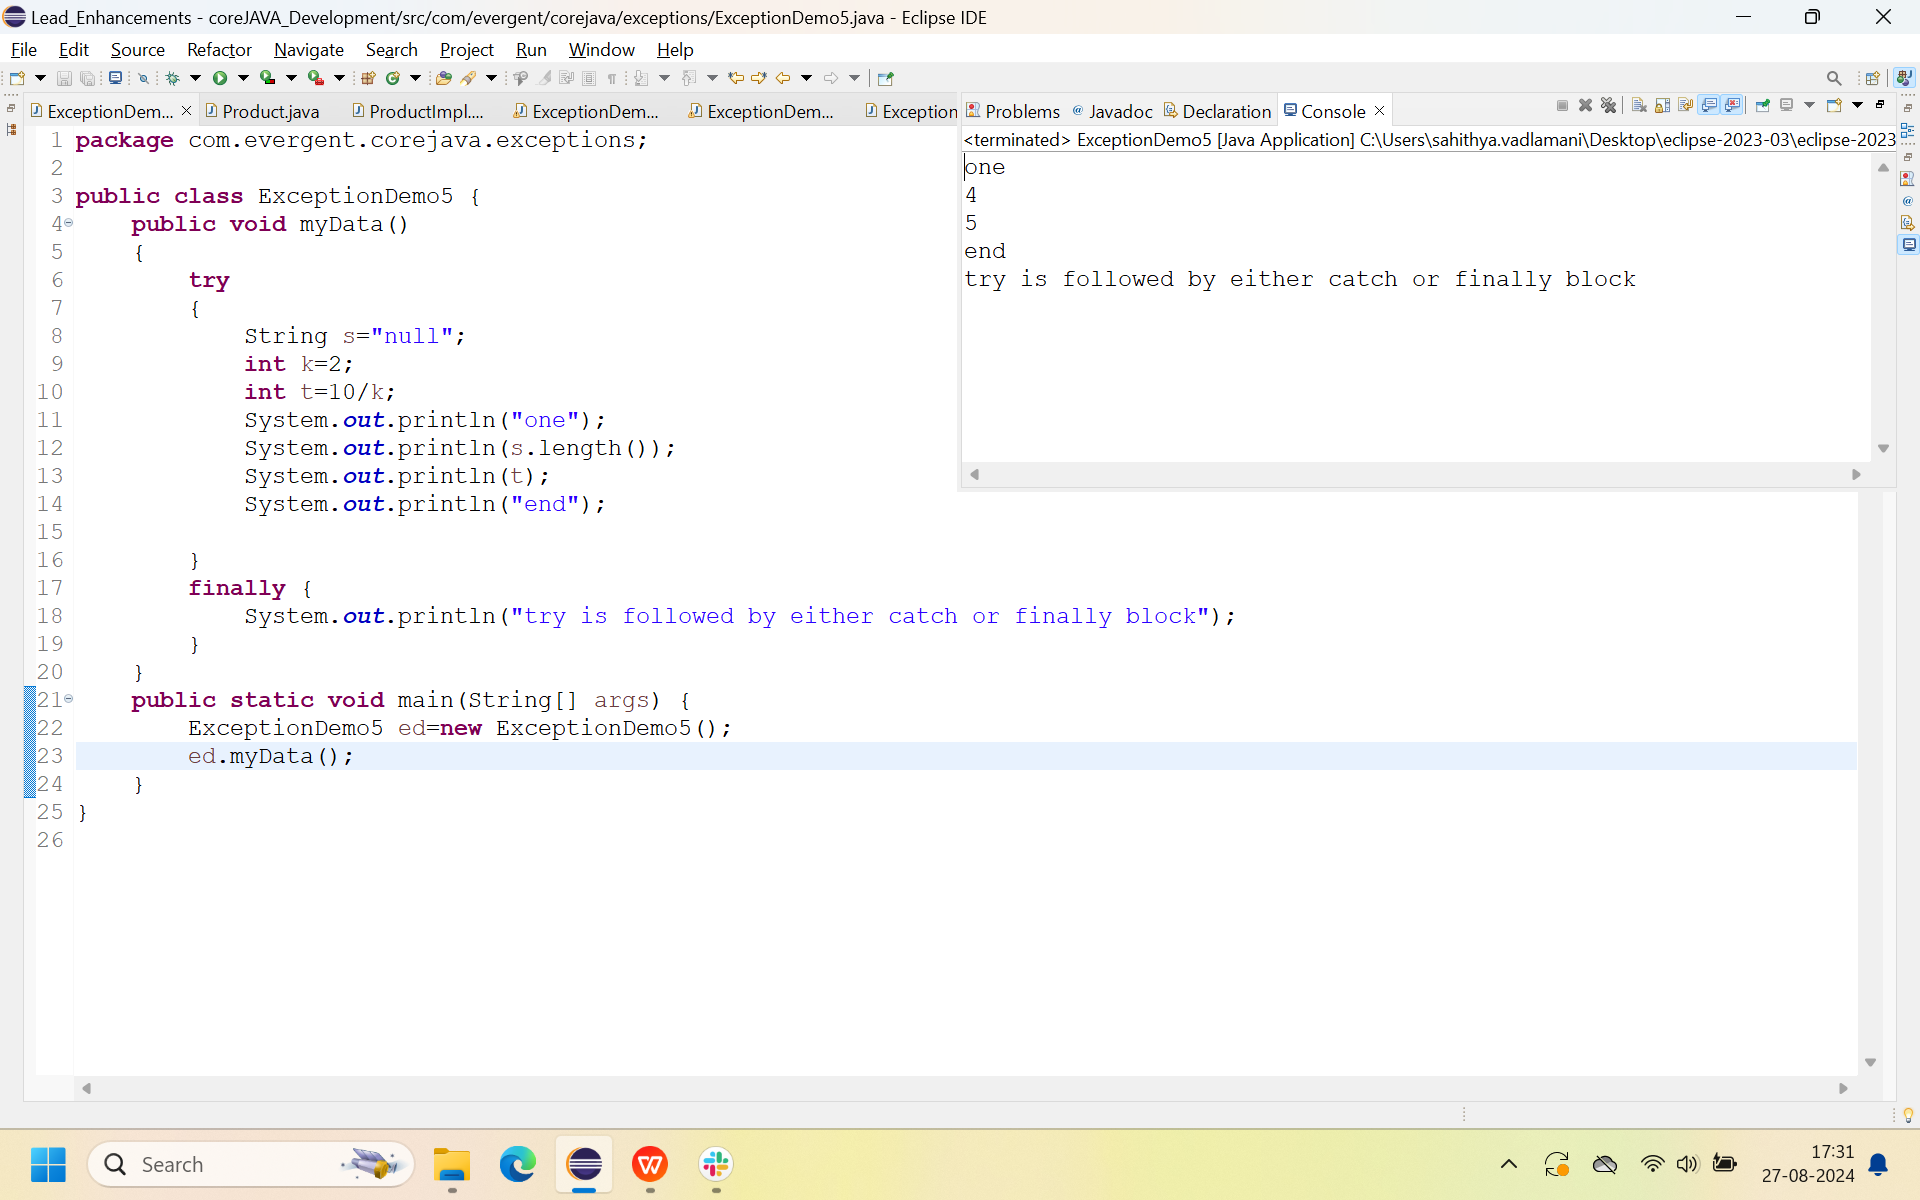 Lead_Enhancements - coreJAVA_Development/src/com/evergent/corejava/exceptions/ExceptionDemo5.java - Eclipse IDE
File Edit Source Refactor Navigate Search Project Run Window Help
ExceptionDem... Product.java ProductImpl.... ExceptionDem... ExceptionDem... Exception
Problems Javadoc Declaration Console
<terminated> ExceptionDemo5 [Java Application] C:\Users\sahithya.vadlamani\Desktop\eclipse-2023-03\eclipse-2023
one
4
5
end
try is followed by either catch or finally block
1 package com.evergent.corejava.exceptions;
2
3 public class ExceptionDemo5 {
4 public void myData()
5 {
6 try
7 {
8 String s="null";
9 int k=2;
10 int t=10/k;
11 System.out.println("one");
12 System.out.println(s.length());
13 System.out.println(t);
14 System.out.println("end");
15
16 }
17 finally {
18 System.out.println("try is followed by either catch or finally block");
19 }
20 }
21 public static void main(String[] args) {
22 ExceptionDemo5 ed=new ExceptionDemo5();
23 ed.myData();
24 }
25 }
26
Search
17:31
27-08-2024